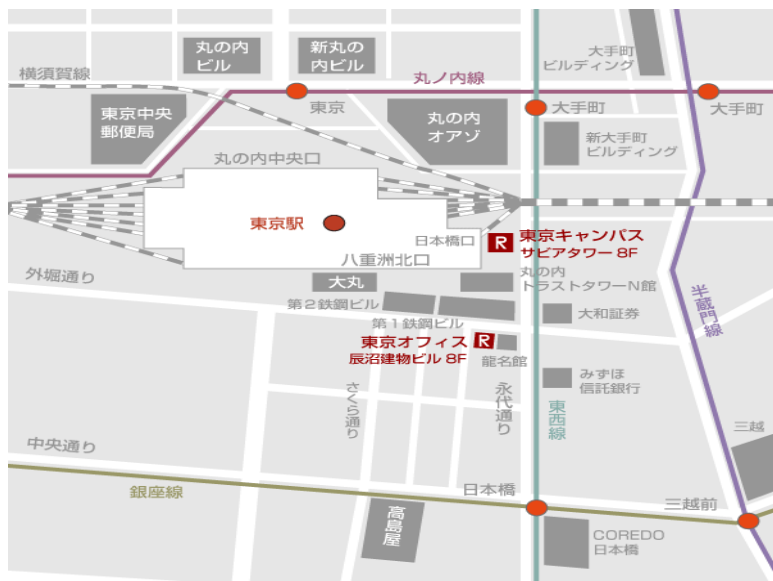 丸の内
ビル
新丸の
内ビル
大手町
ビルディング
横須賀線
丸ノ内線
東京中央
郵便局
東京
丸の内
オアゾ
大手町
大手町
新大手町
ビルディング
丸の内中央口
東京駅
日本橋口
R
東京キャンパス
サピアタワー 8F
八重洲北口
外堀通り
大丸
丸の内
トラストタワーN館
半蔵門線
第2鉄鋼ビル
第1鉄鋼ビル
大和証券
東京オフィス
辰沼建物ビル 8F
R
龍名館
さくら通り
永代通り
東西線
みずほ
信託銀行
中央通り
三越
銀座線
日本橋
三越前
高島屋
COREDO
日本橋